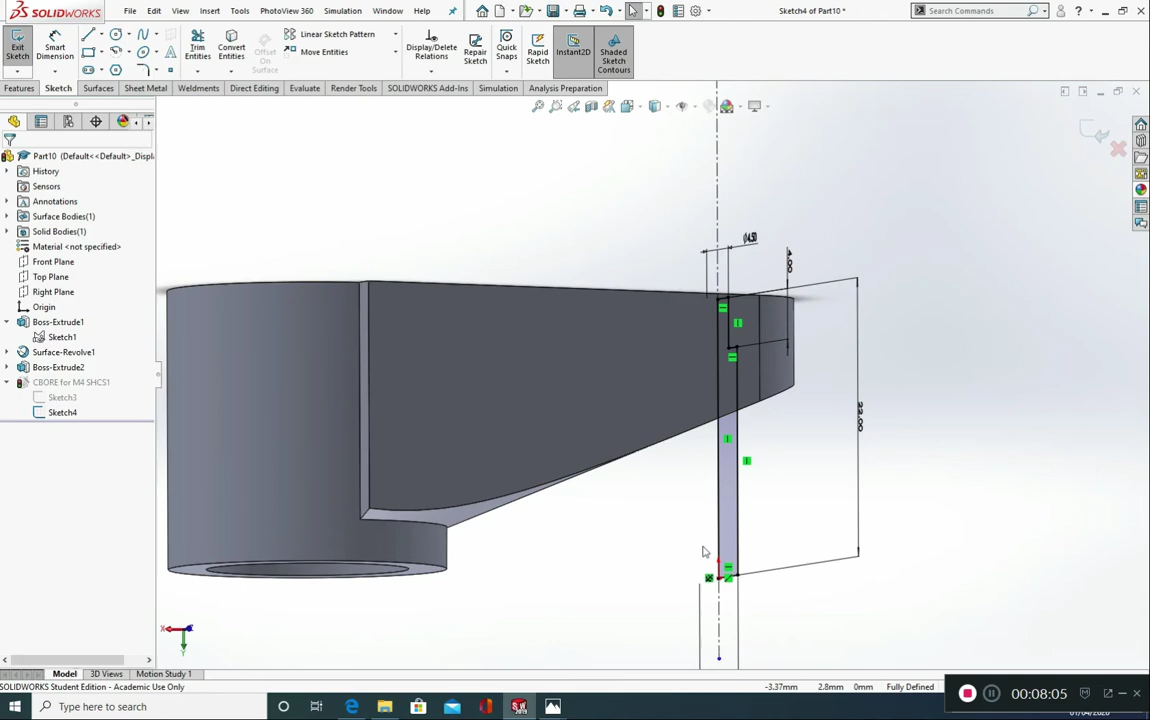 SOLIDWORKS
File
Edit
View
Insert
Tools
PhotoView 360
Simulation
Window
Help
Sketch4 of Part10 *
Search Commands
Exit Sketch
Smart Dimension
Trim Entities
Convert Entities
Offset On Surface
Linear Sketch Pattern
Move Entities
Display/Delete Relations
Repair Sketch
Quick Snaps
Rapid Sketch
Instant2D
Shaded Sketch Contours
Features
Sketch
Surfaces
Sheet Metal
Weldments
Direct Editing
Evaluate
Render Tools
SOLIDWORKS Add-Ins
Simulation
Analysis Preparation
Part10 (Default<<Default>_Displa
History
Sensors
Annotations
Surface Bodies(1)
Solid Bodies(1)
Material <not specified>
Front Plane
Top Plane
Right Plane
Origin
Boss-Extrude1
Sketch1
Surface-Revolve1
Boss-Extrude2
CBORE for M4 SHCS1
Sketch3
Sketch4
4.00
X
Z
Y
Model
3D Views
Motion Study 1
SOLIDWORKS Student Edition - Academic Use Only
-3.37mm
2.8mm
0mm
Fully Defined
Type here to search
00:08:05